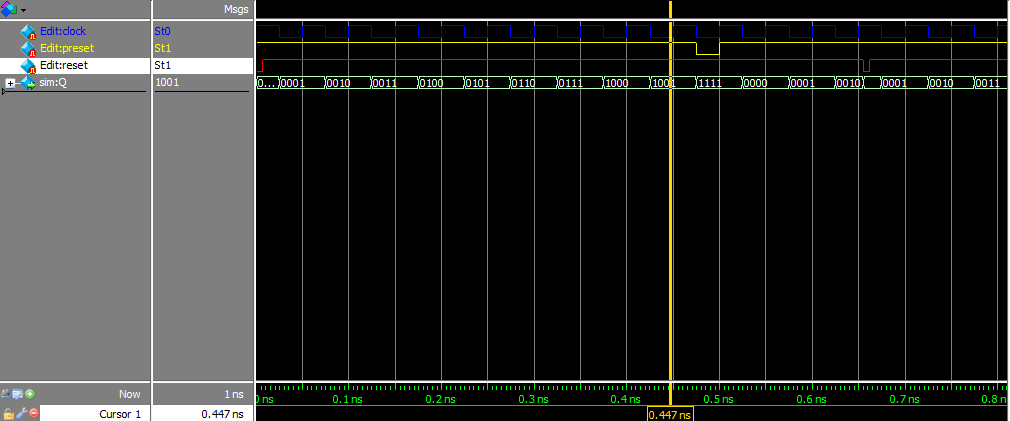 Msgs
Edit:clock St0
Edit:preset St1
Edit:reset St1
sim:Q 1001 0... 0001 0010 0011 0100 0101 0110 0111 1000 1001 1111 0000 0001 0010 0001 0010 0011
Now 1 ns 0 ns 0.1 ns 0.2 ns 0.3 ns 0.4 ns 0.5 ns 0.6 ns 0.7 ns 0.8 n
Cursor 1 0.447 ns 0.447 ns